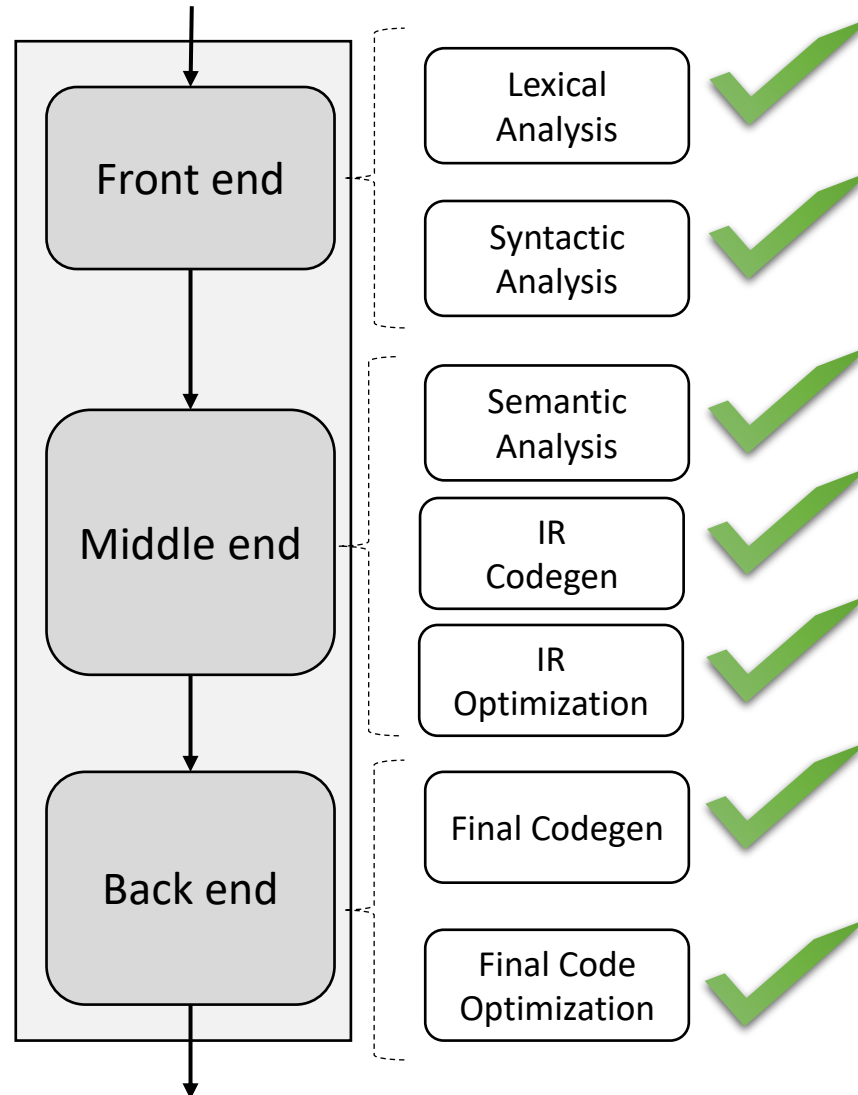 Front end
Lexical
Analysis
Syntactic
Analysis
Middle end
Semantic
Analysis
IR
Codegen
IR
Optimization
Back end
Final Codegen
Final Code
Optimization